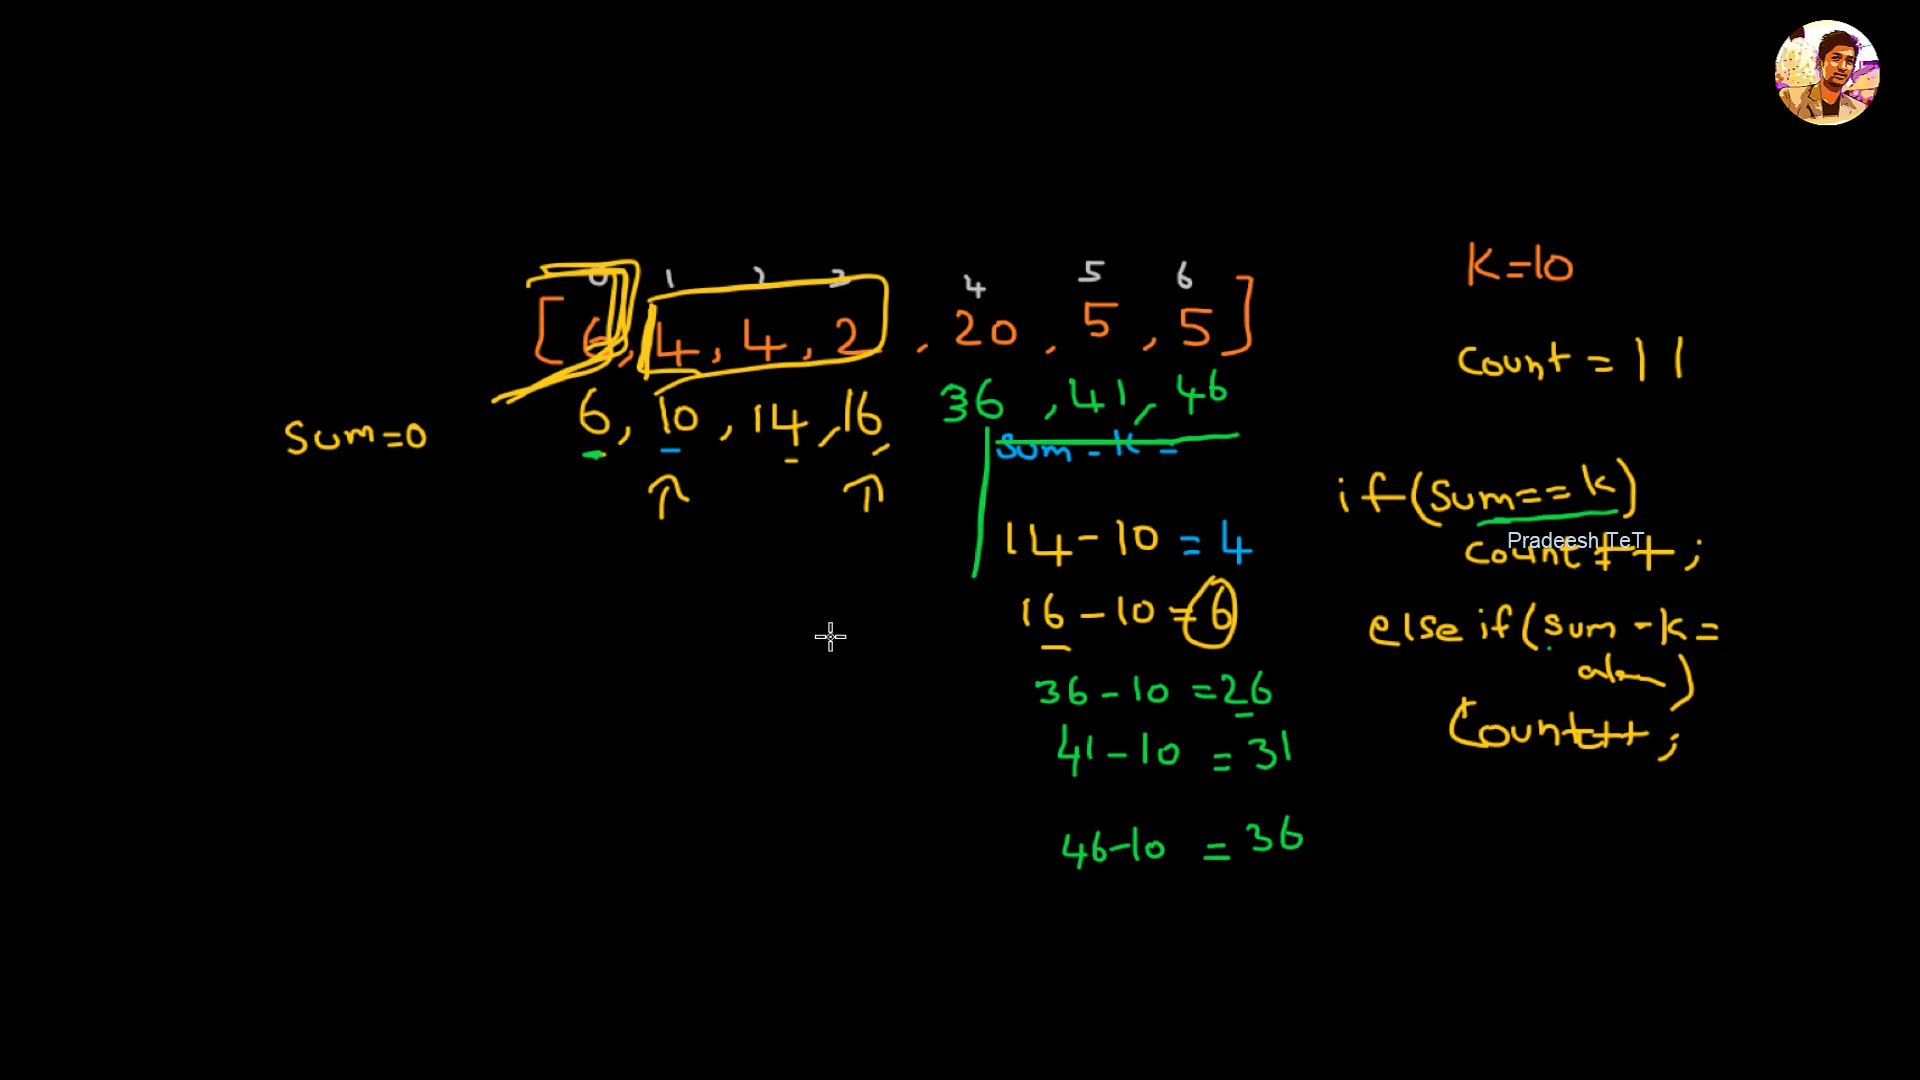 0 1 2 3 4 5 6
[6, 4, 4, 2, 20, 5, 5]
6, 10, 14, 16, 36, 41, 46
sum=0
sum - k =
14 - 10 = 4
16 - 10 = 6
36 - 10 = 26
41 - 10 = 31
46 - 10 = 36
K=10
count = 1 1
if(sum==k)
count++;
Pradeesh TeT
else if(sum - k =
)
count++;